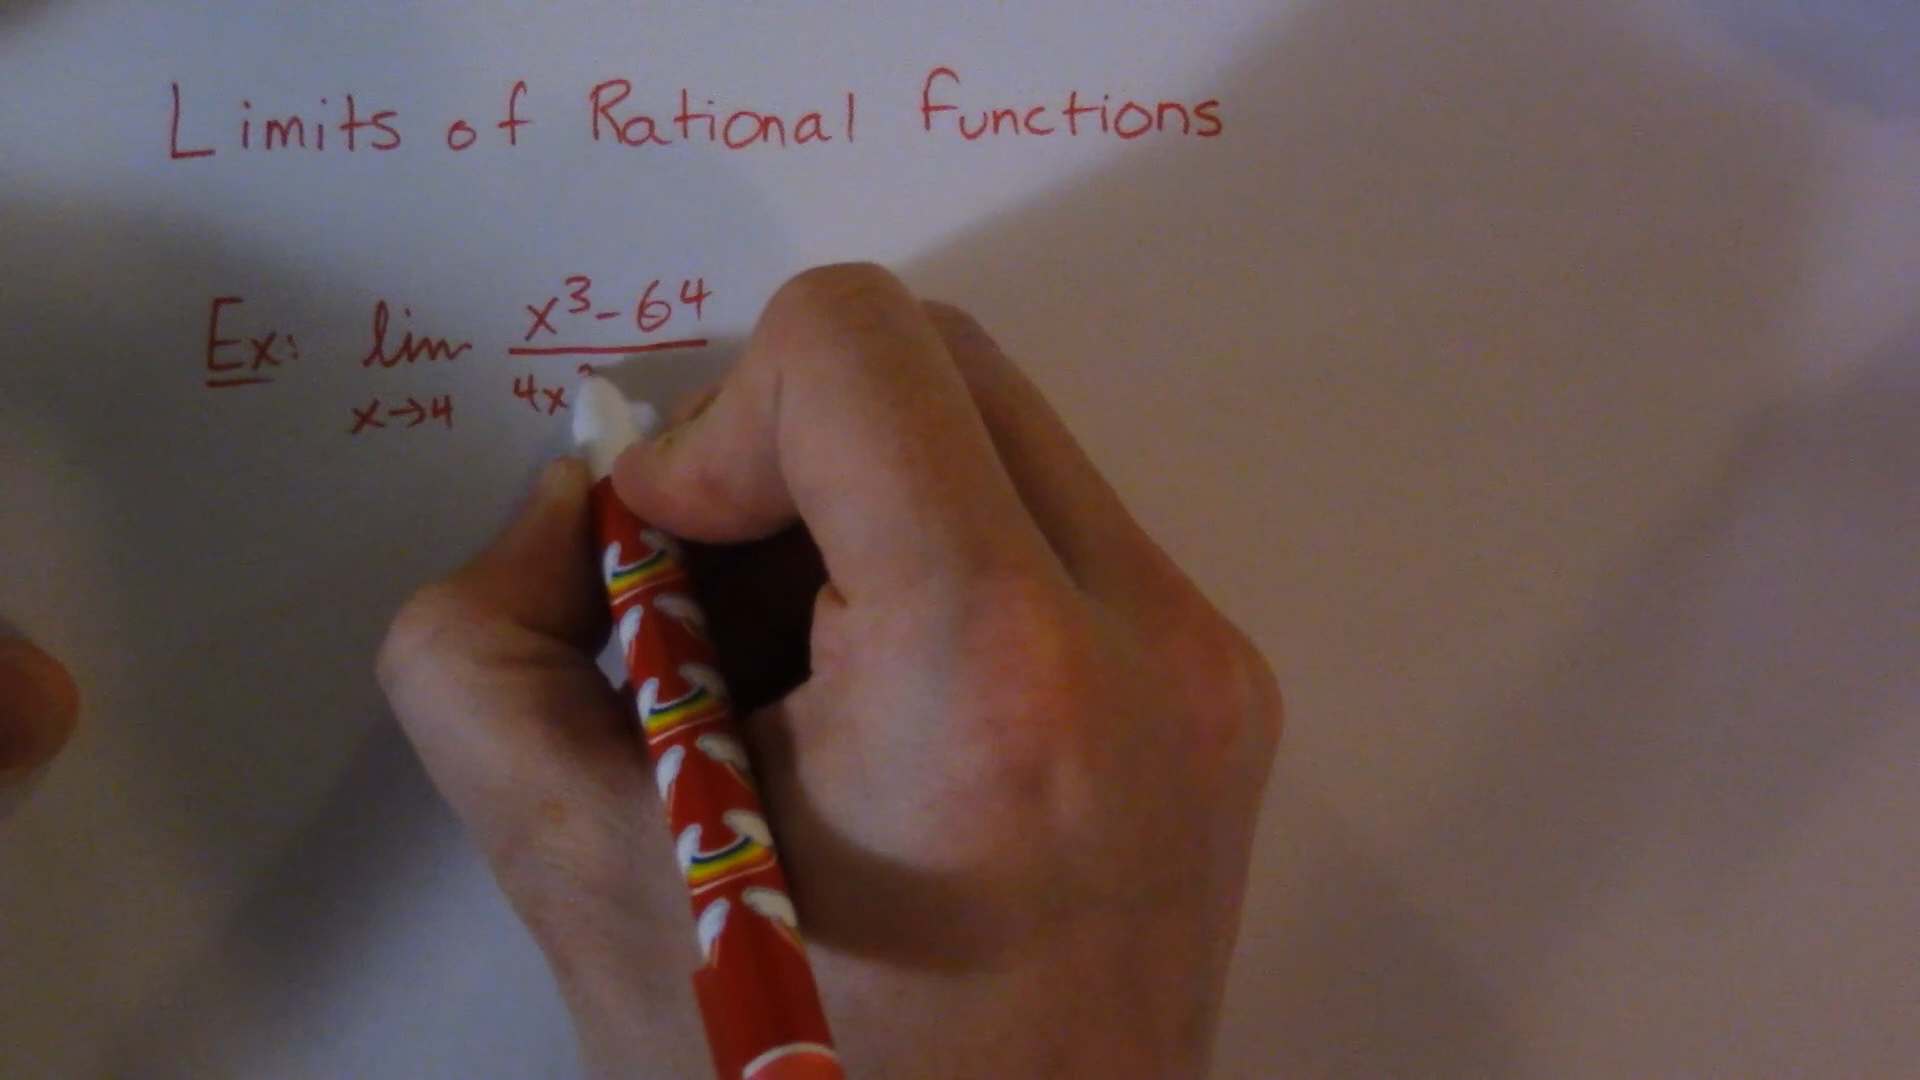 Limits of Rational Functions
Ex: lim x³-64
x→4 4x